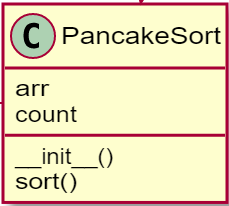 C PancakeSort
arr
count
__init__()
sort()